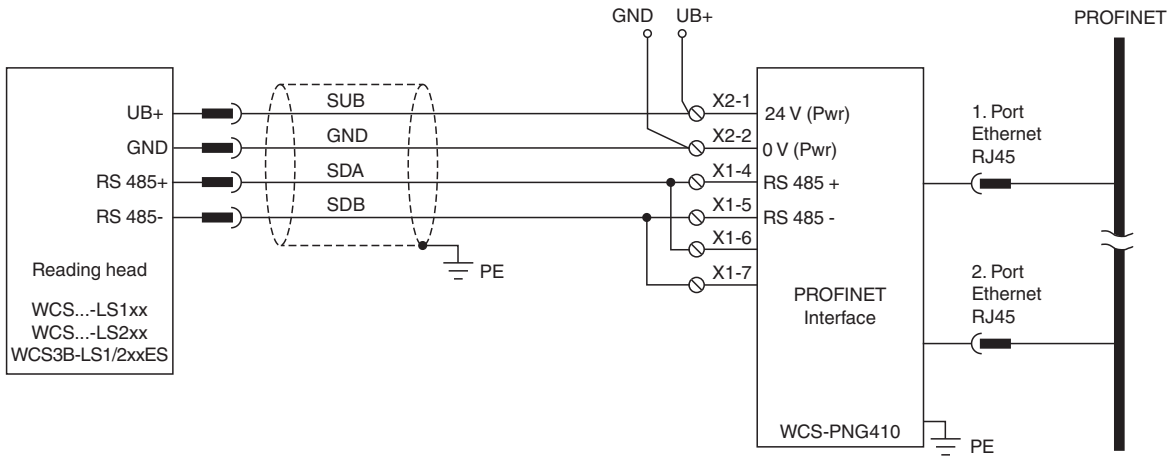 GND UB+
PROFINET
UB+
SUB
X2-1
24 V (Pwr)
GND
GND
X2-2
0 V (Pwr)
RS 485+
SDA
X1-4
RS 485 +
RS 485-
SDB
X1-5
RS 485 -
X1-6
X1-7
1. Port
Ethernet
RJ45
PE
Reading head
WCS...-LS1xx
WCS...-LS2xx
WCS3B-LS1/2xxES
PROFINET
Interface
2. Port
Ethernet
RJ45
WCS-PNG410
PE